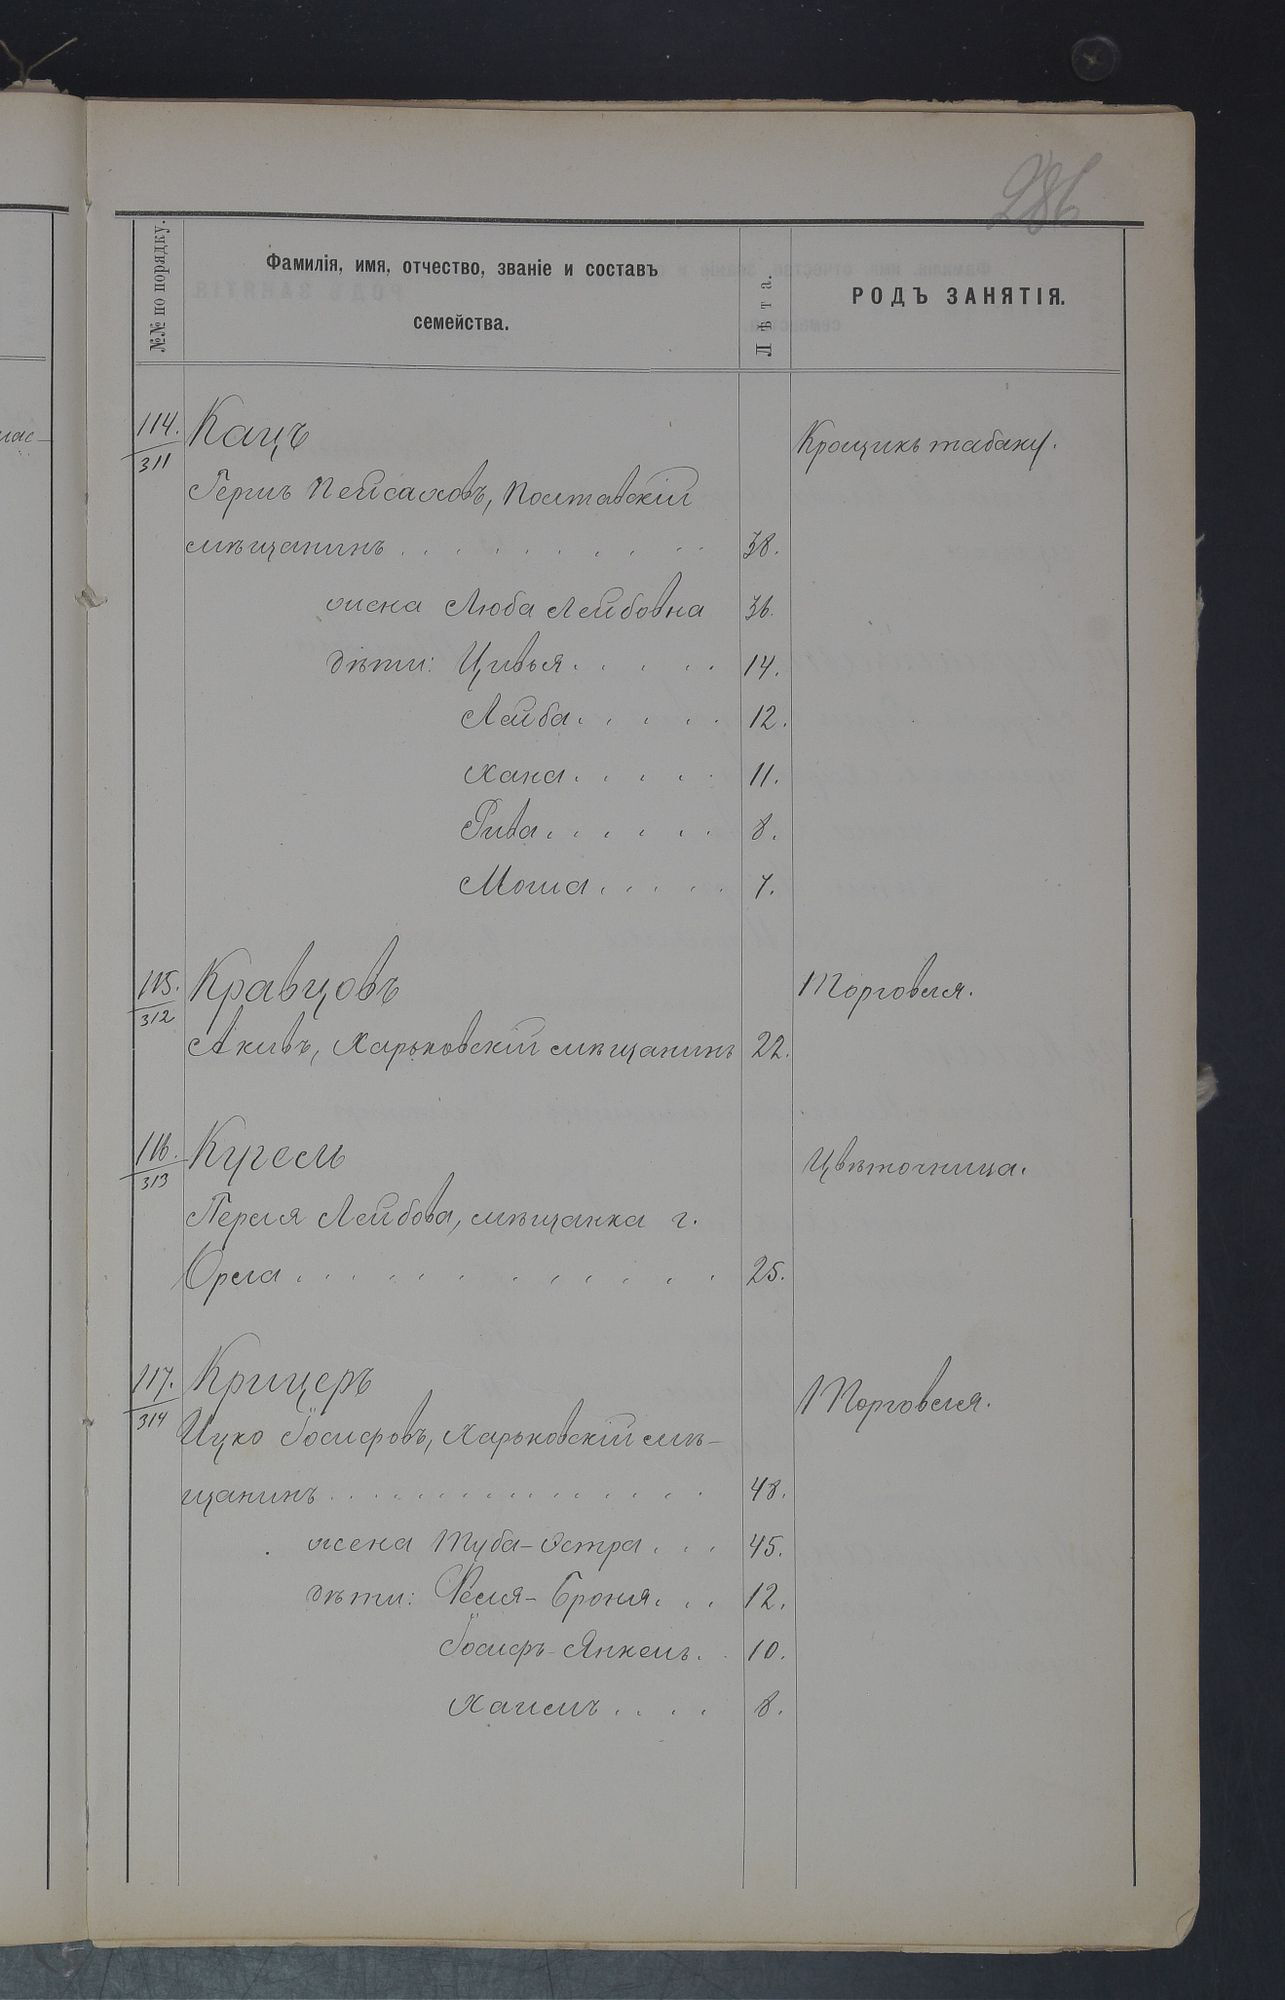 286
№№ по порядку.
Фамилія, имя, отчество, званіе и составъ
семейства.
Лѣта.
РОДЪ ЗАНЯТІЯ.
114. Кацъ Крощикъ табаку.
311
Герш Пейсаховъ, Полтавскій
мѣщанинъ 38.
жена Люба Лейбовна 36.
дѣти: Цивья 14.
Лейба 12.
Хана 11.
Рива 8.
Моша 7.
115. Кравцовъ Торговля.
312
Акивъ, Харьковскій мѣщанинъ 22.
116. Кугель Цвѣточница.
313
Перля Лейбова, мѣщанка г.
Орла 25.
117. Крицеръ Торговля.
314
Ицко Іосифовъ, Харьковскій мѣ-
щанинъ 48.
жена Туба-Эстра 45.
дѣти: Феля-Броня 12.
Іосифъ-Янкель 10.
Хаимъ 8.